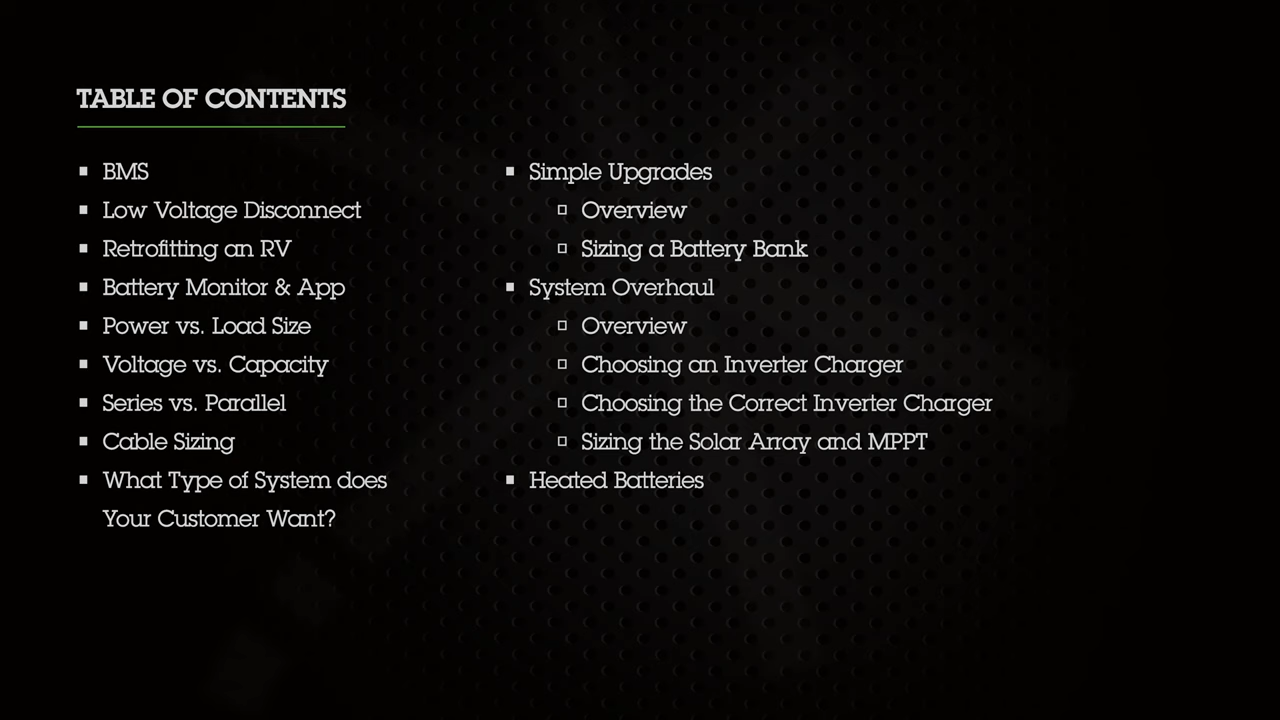 TABLE OF CONTENTS
▪ BMS
▪ Low Voltage Disconnect
▪ Retrofitting an RV
▪ Battery Monitor & App
▪ Power vs. Load Size
▪ Voltage vs. Capacity
▪ Series vs. Parallel
▪ Cable Sizing
▪ What Type of System does
Your Customer Want?
▪ Simple Upgrades
▫ Overview
▫ Sizing a Battery Bank
▪ System Overhaul
▫ Overview
▫ Choosing an Inverter Charger
▫ Choosing the Correct Inverter Charger
▫ Sizing the Solar Array and MPPT
▪ Heated Batteries